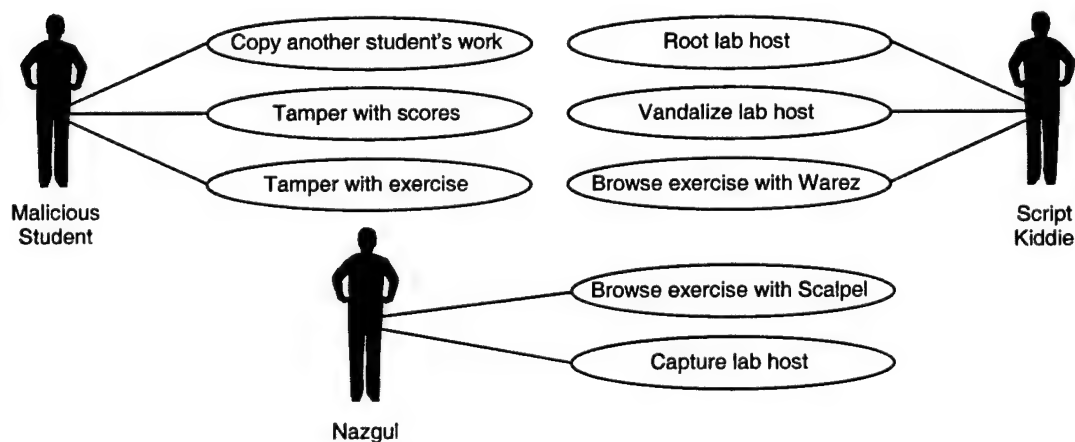 Copy another student's work
Root lab host
Tamper with scores
Vandalize lab host
Tamper with exercise
Browse exercise with Warez
Malicious
Student
Script
Kiddie
Browse exercise with Scalpel
Capture lab host
Nazgul